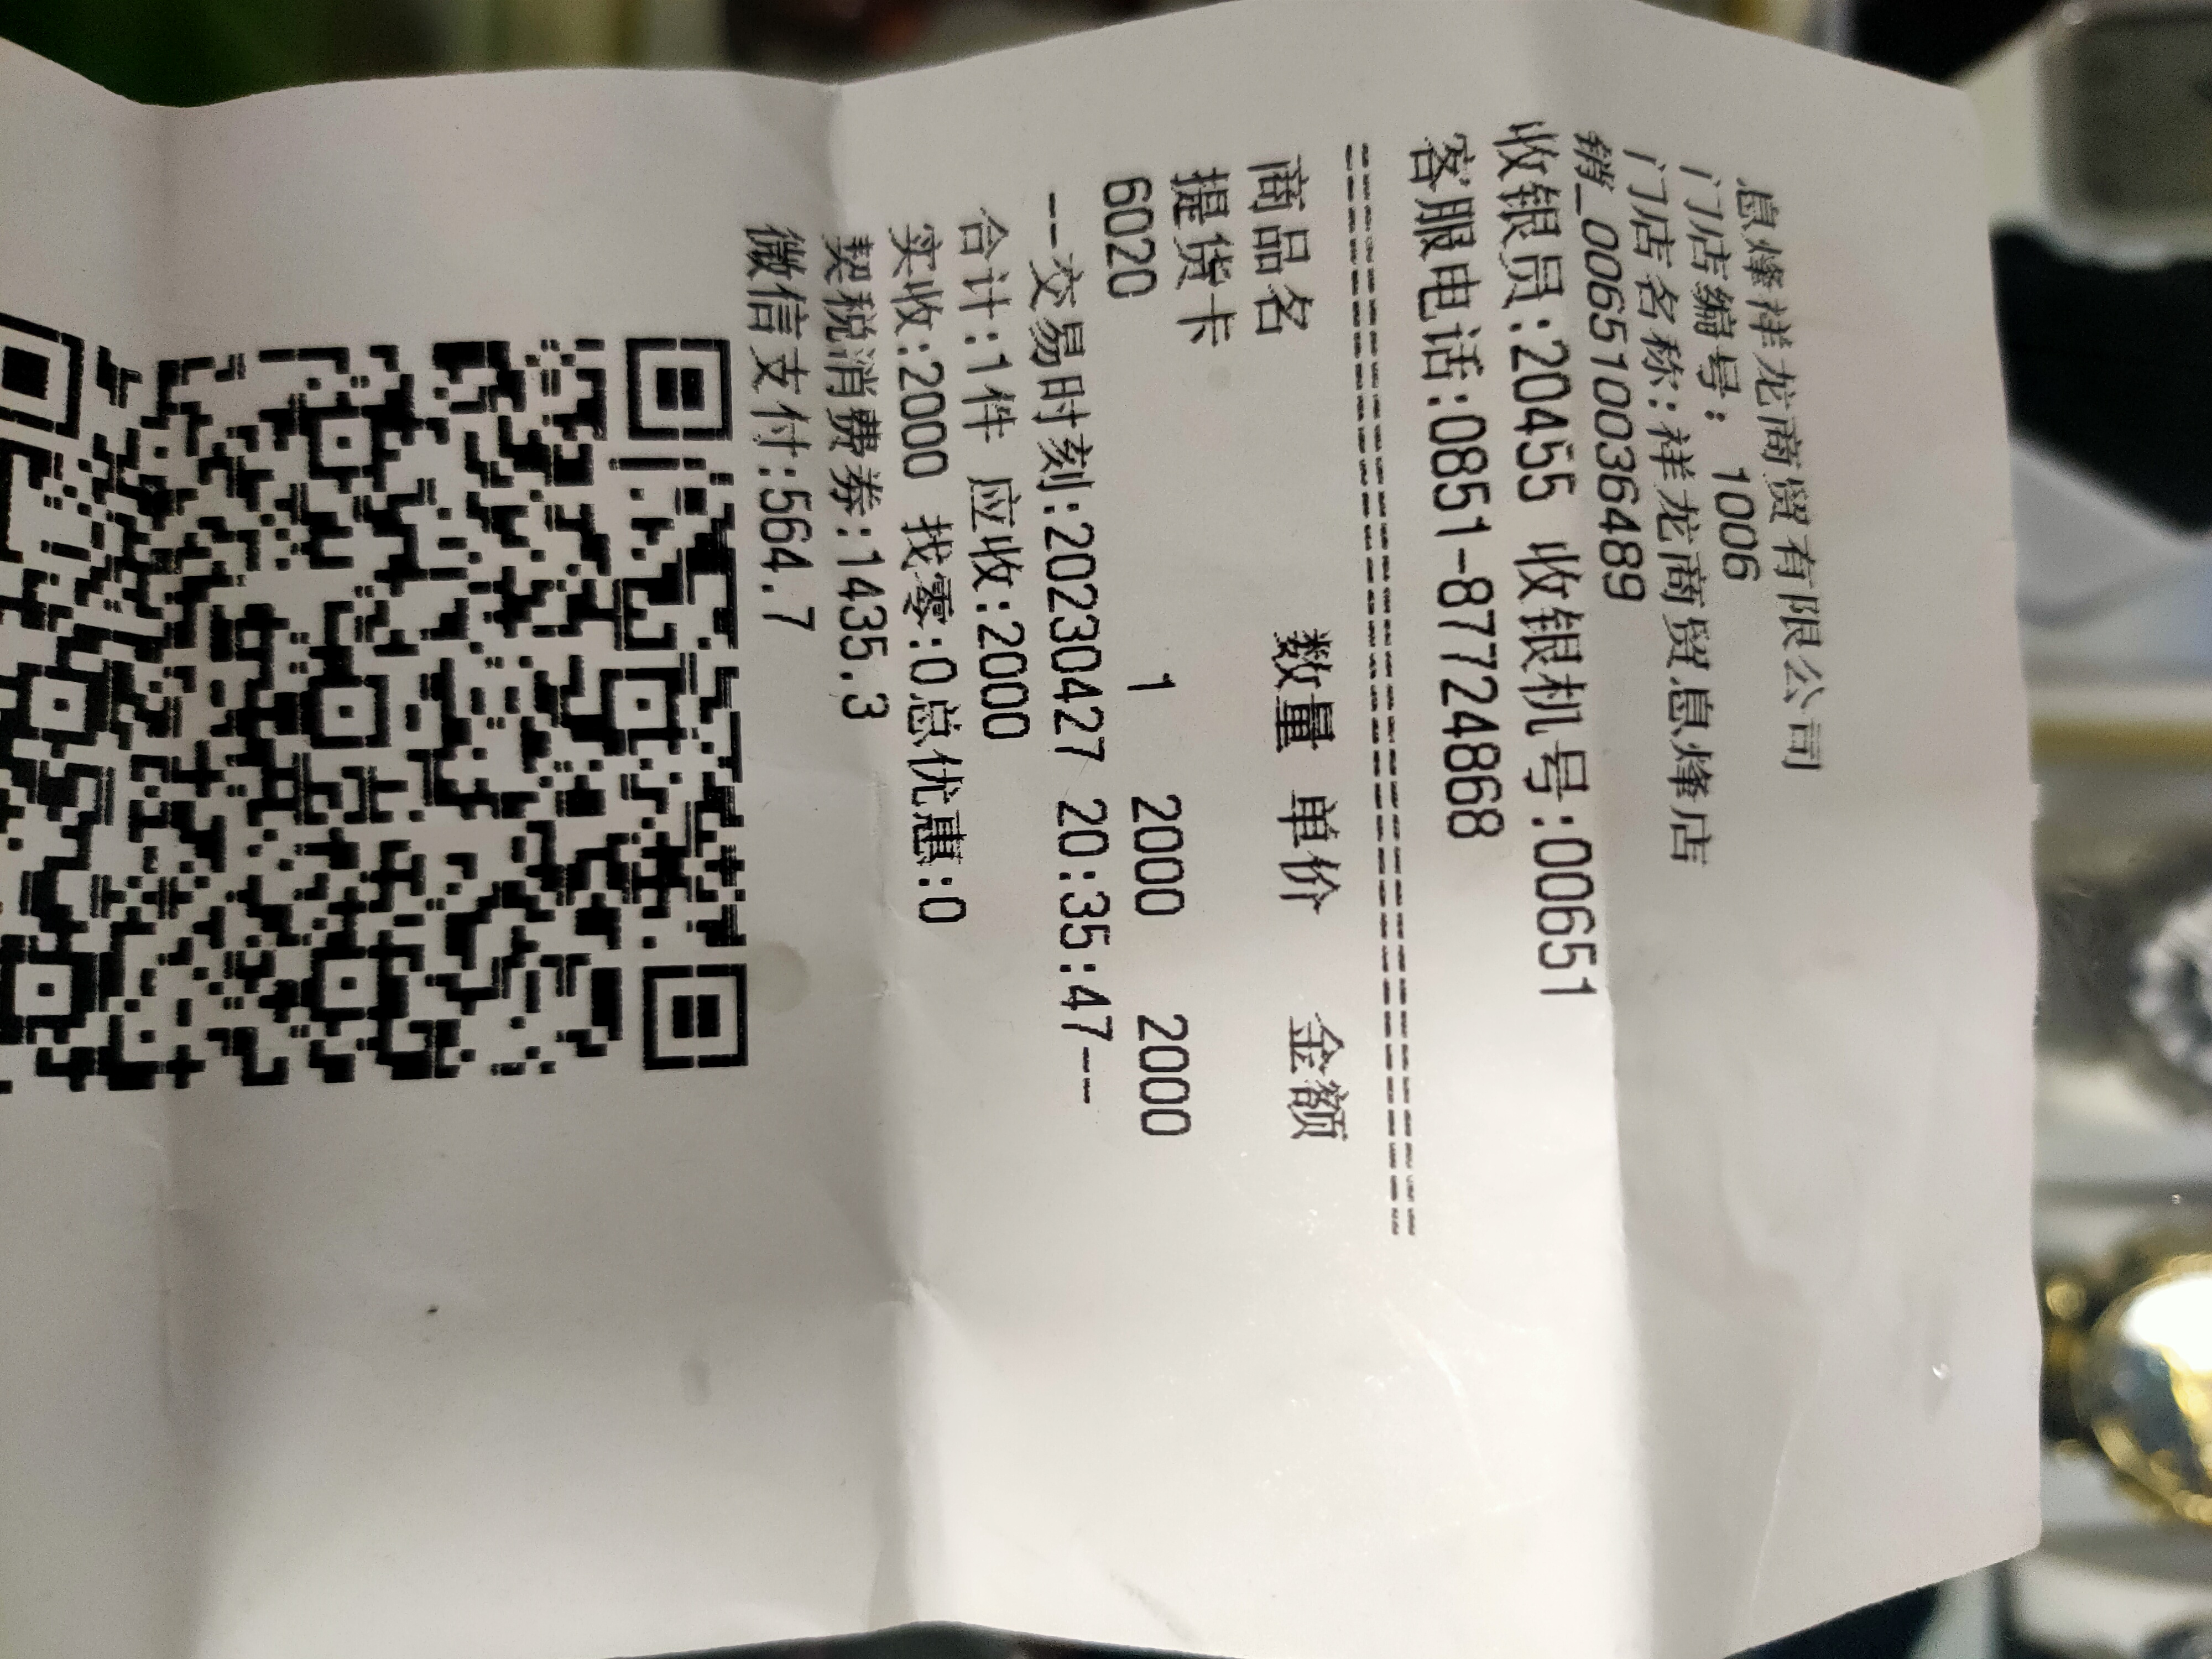 息烽祥龙商贸有限公司
门店编号: 1006
门店名称:祥龙商贸息烽店
销_0065100364489
收银员:20455 收银机号:00651
客服电话:0851-87724868
==============================
商品名 数量 单价 金额
提货卡
6020 1 2000 2000
--交易时刻:20230427 20:35:47---
合计:1件 应收:2000
实收:2000 找零:0总优惠:0
契税消费券:1435.3
微信支付:564.7